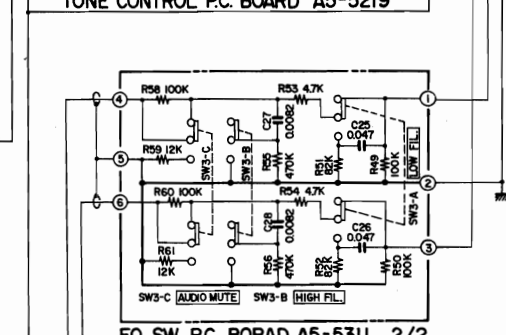 TONE CONTROL P.C. BOARD A5-5219
R58 100K
R53 4.7K
4
1
C27
0.0082
C25
0.047
SW3-C
SW3-B
LOW FIL.
R59 12K
5
R55
470K
R51
82K
R49
100K
SW3-A
2
R60 100K
R54 4.7K
6
C28
0.0082
C26
0.047
3
R61
12K
R56
470K
R52
82K
R50
100K
SW3-C AUDIO MUTE SW3-B HIGH FIL.
EQ SW P.C. BOPAD A5-5311 2/2